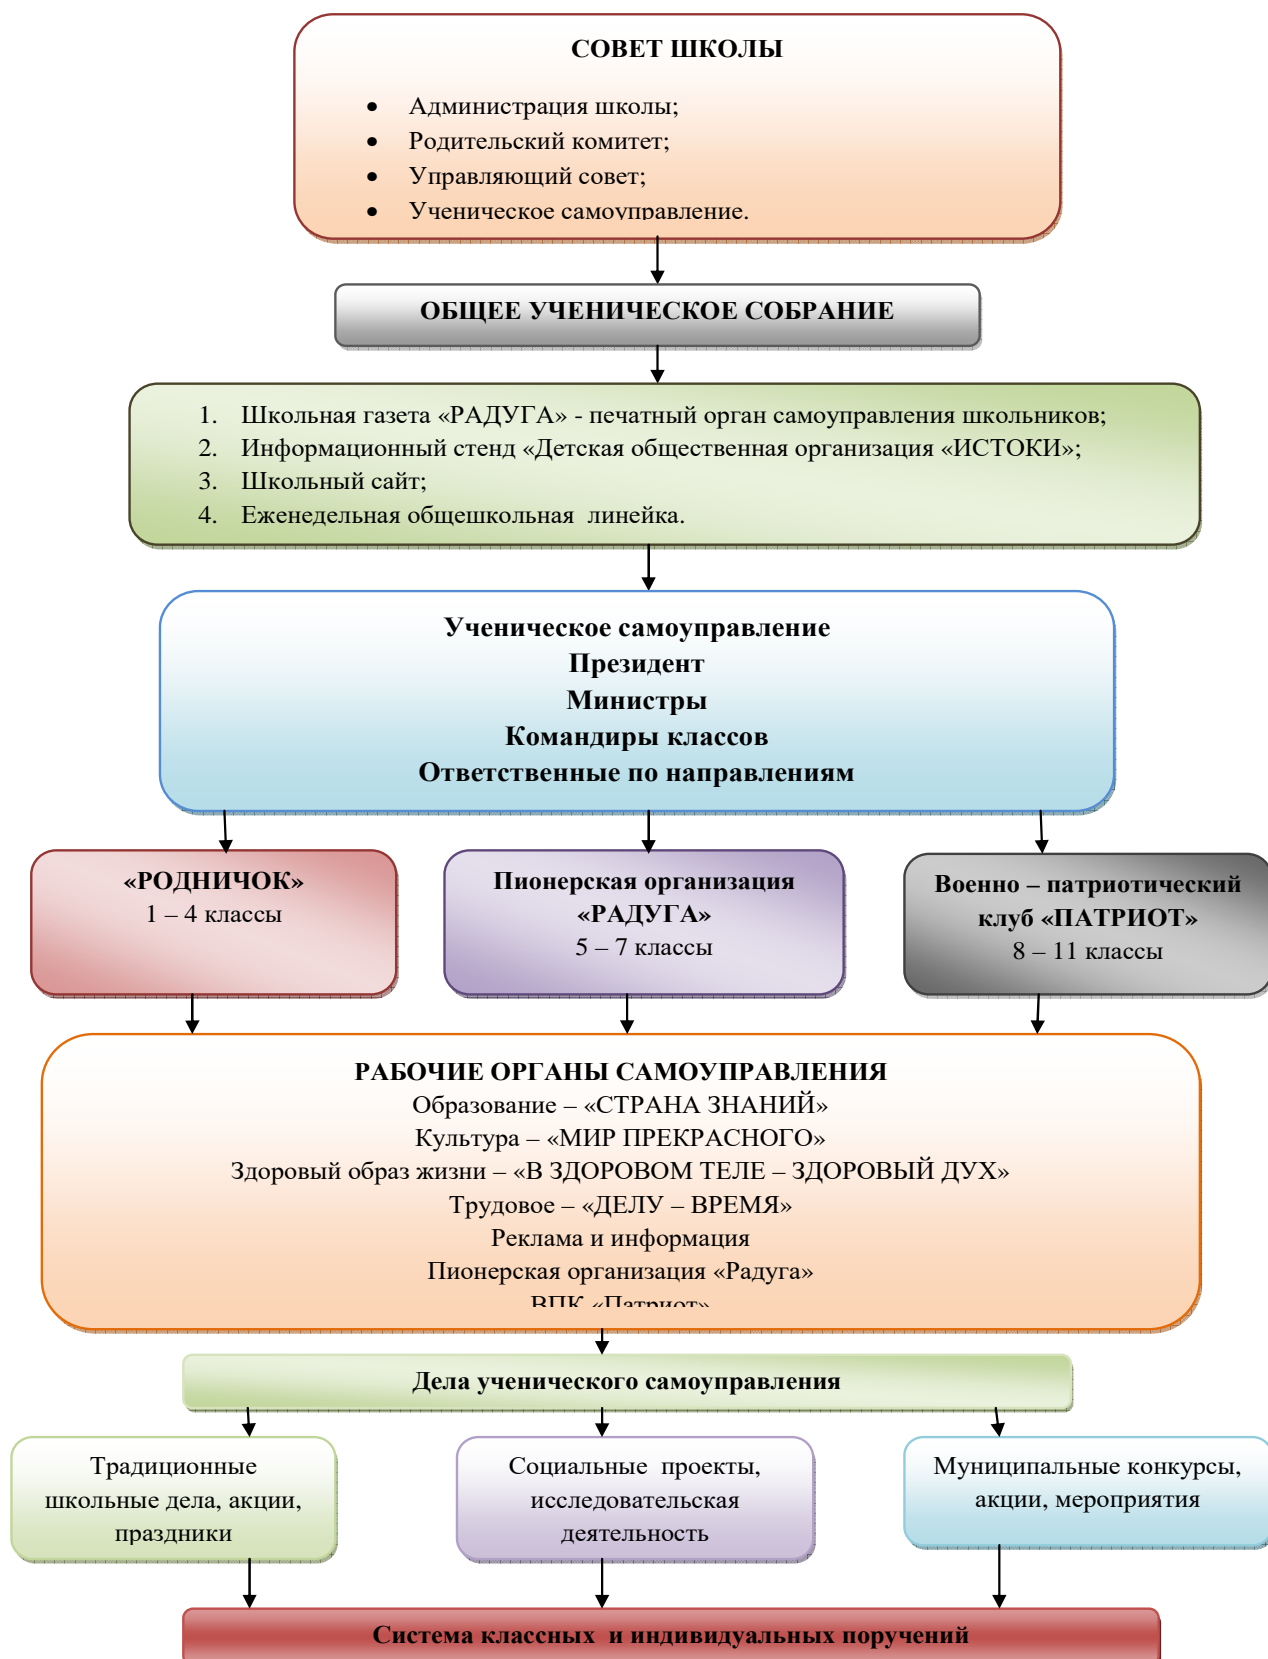 СОВЕТ ШКОЛЫ
• Администрация школы;
• Родительский комитет;
• Управляющий совет;
• Ученическое самоуправление.
ОБЩЕЕ УЧЕНИЧЕСКОЕ СОБРАНИЕ
1. Школьная газета «РАДУГА» - печатный орган самоуправления школьников;
2. Информационный стенд «Детская общественная организация «ИСТОКИ»;
3. Школьный сайт;
4. Еженедельная общешкольная линейка.
Ученическое самоуправление
Президент
Министры
Командиры классов
Ответственные по направлениям
«РОДНИЧОК»
1 – 4 классы
Пионерская организация
«РАДУГА»
5 – 7 классы
Военно – патриотический
клуб «ПАТРИОТ»
8 – 11 классы
РАБОЧИЕ ОРГАНЫ САМОУПРАВЛЕНИЯ
Образование – «СТРАНА ЗНАНИЙ»
Культура – «МИР ПРЕКРАСНОГО»
Здоровый образ жизни – «В ЗДОРОВОМ ТЕЛЕ – ЗДОРОВЫЙ ДУХ»
Трудовое – «ДЕЛУ – ВРЕМЯ»
Реклама и информация
Пионерская организация «Радуга»
ВПК «Патриот»
Дела ученического самоуправления
Традиционные
школьные дела, акции,
праздники
Социальные проекты,
исследовательская
деятельность
Муниципальные конкурсы,
акции, мероприятия
Система классных и индивидуальных поручений